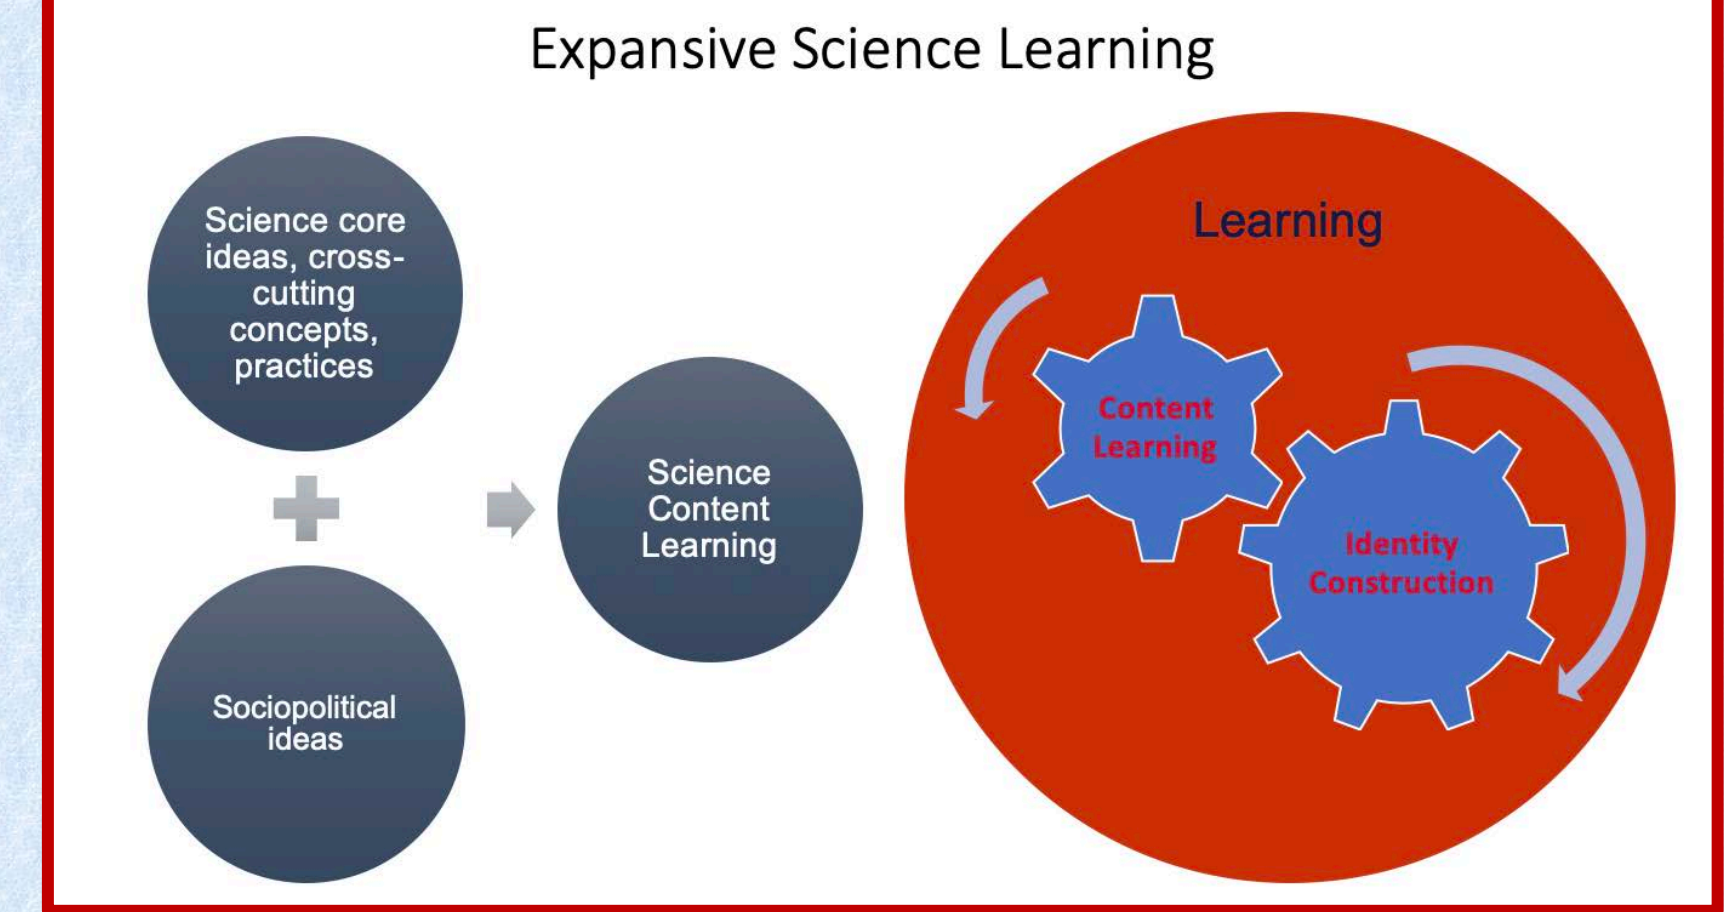 Expansive Science Learning
Science core
ideas, cross-
cutting
concepts,
practices
Sociopolitical
ideas
Science
Content
Learning
Learning
Content
Learning
Identity
Construction